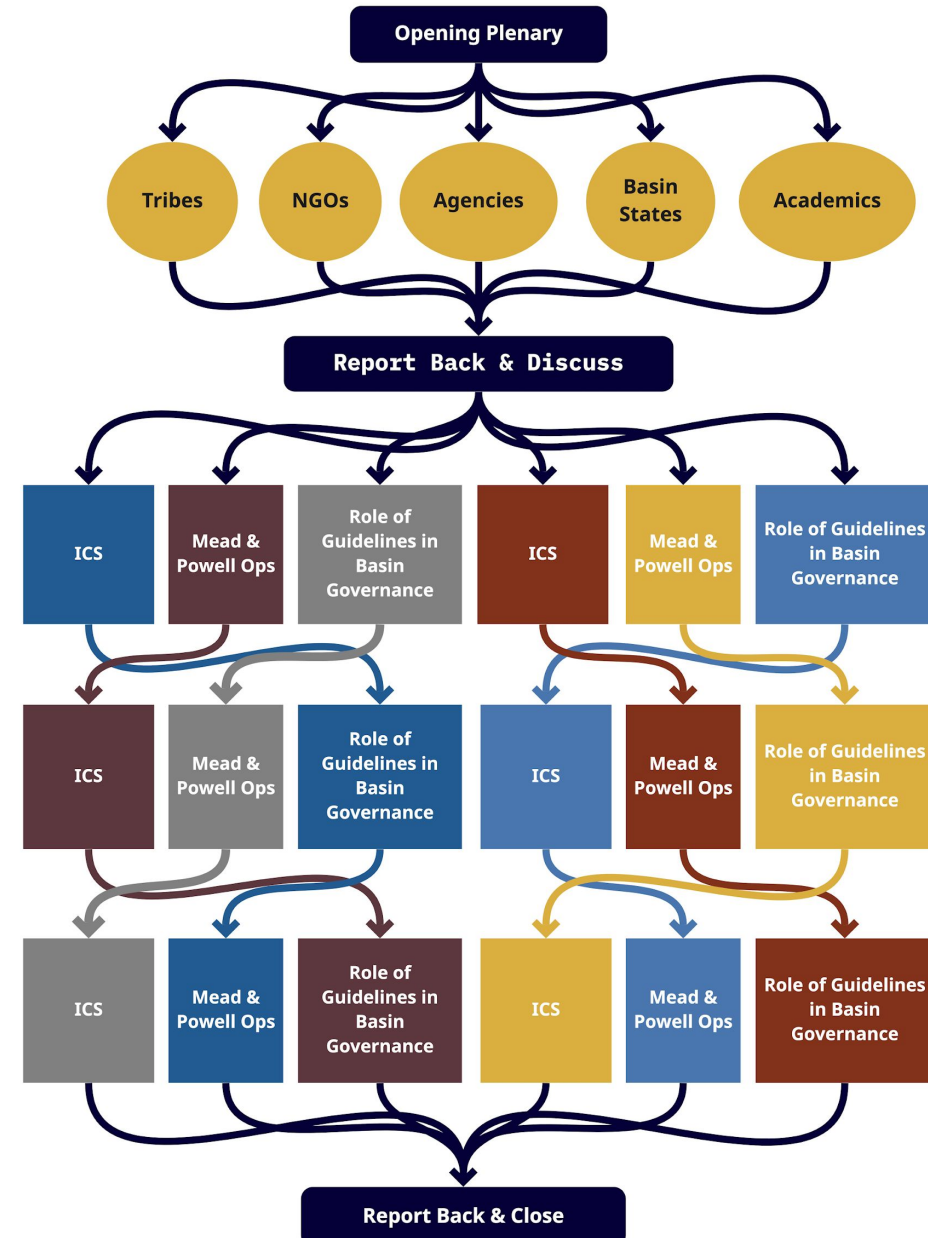 Opening Plenary
Tribes
NGOs
Agencies
Basin
States
Academics
Report Back & Discuss
ICS
Mead &
Powell Ops
Role of
Guidelines in
Basin
Governance
ICS
Mead &
Powell Ops
Role of Guidelines
in Basin
Governance
ICS
Mead &
Powell Ops
Role of
Guidelines in
Basin
Governance
ICS
Mead &
Powell Ops
Role of Guidelines
in Basin
Governance
ICS
Mead &
Powell Ops
Role of
Guidelines in
Basin
Governance
ICS
Mead &
Powell Ops
Role of Guidelines
in Basin
Governance
Report Back & Close